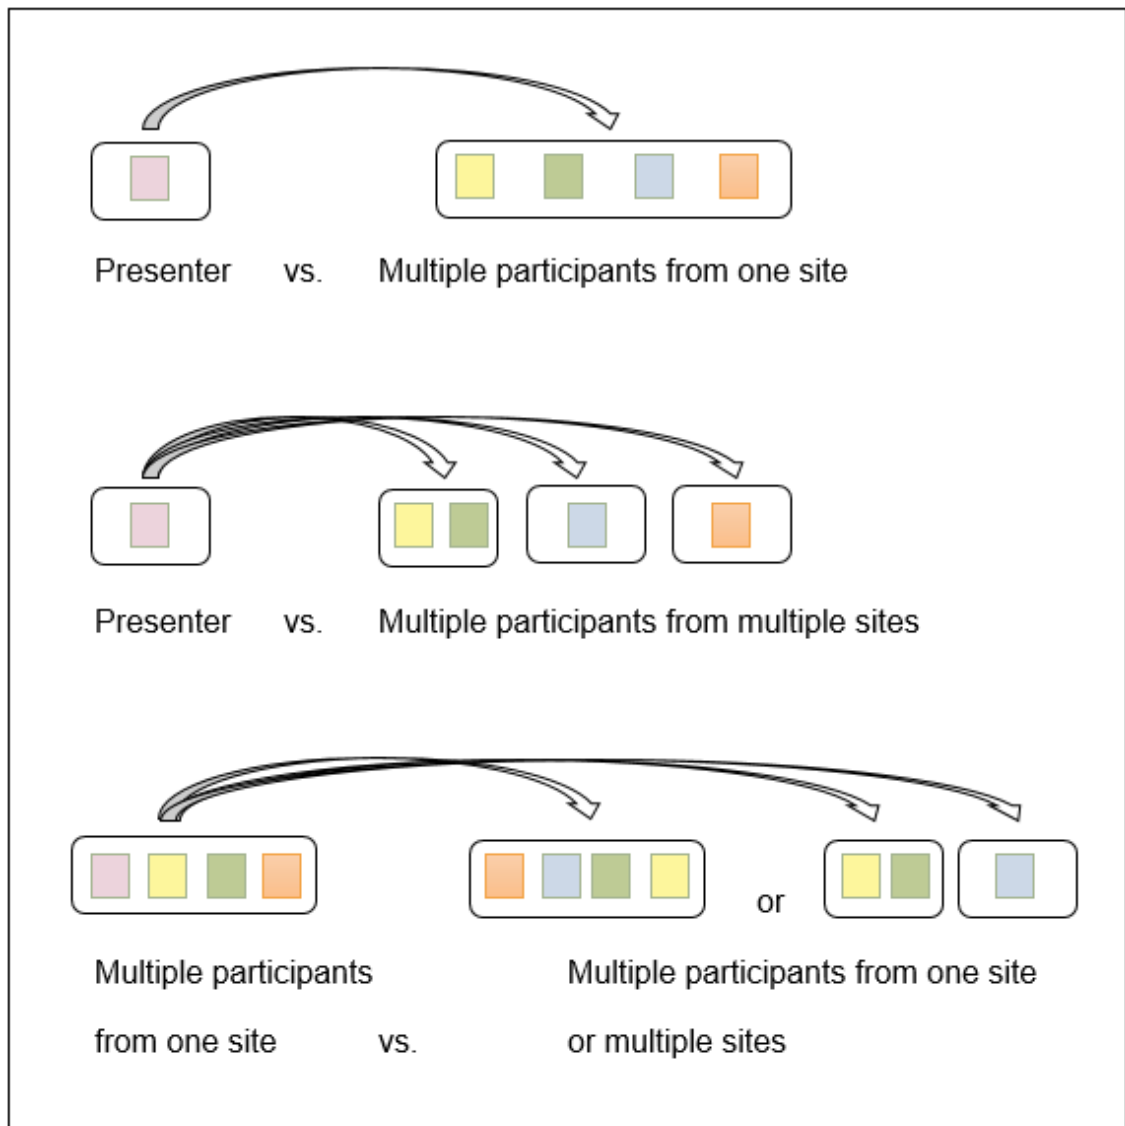 Presenter vs. Multiple participants from one site
Presenter vs. Multiple participants from multiple sites
or
Multiple participants Multiple participants from one site
from one site vs. or multiple sites